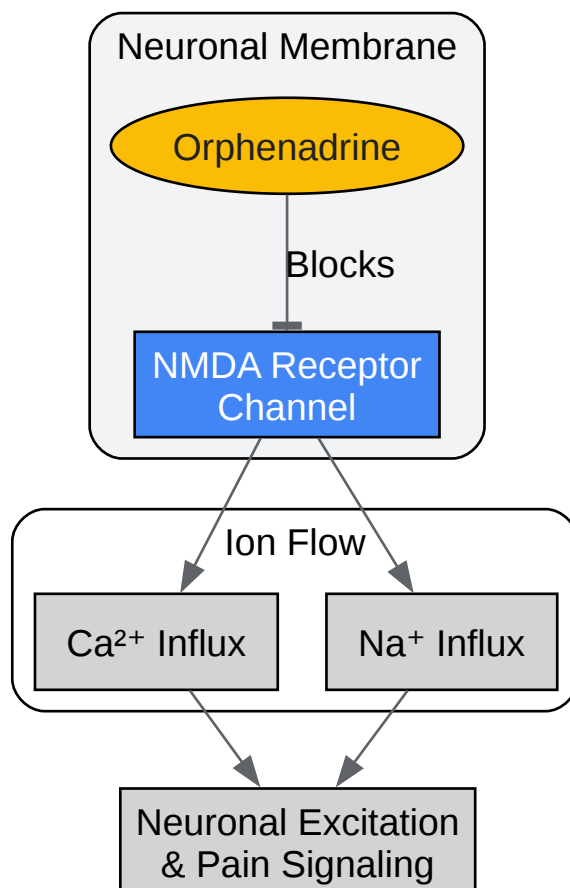 Neuronal Membrane
Orphenadrine
Blocks
NMDA Receptor
Channel
Ion Flow
Ca²⁺ Influx
Na⁺ Influx
Neuronal Excitation
& Pain Signaling